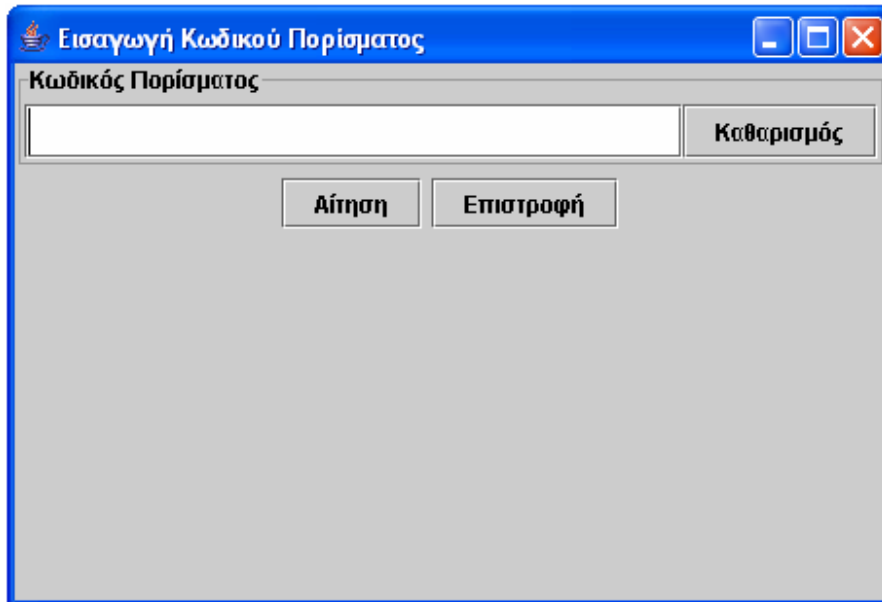 Εισαγωγή Κωδικού Πορίσματος
Κωδικός Πορίσματος
Καθαρισμός
Αίτηση Επιστροφή